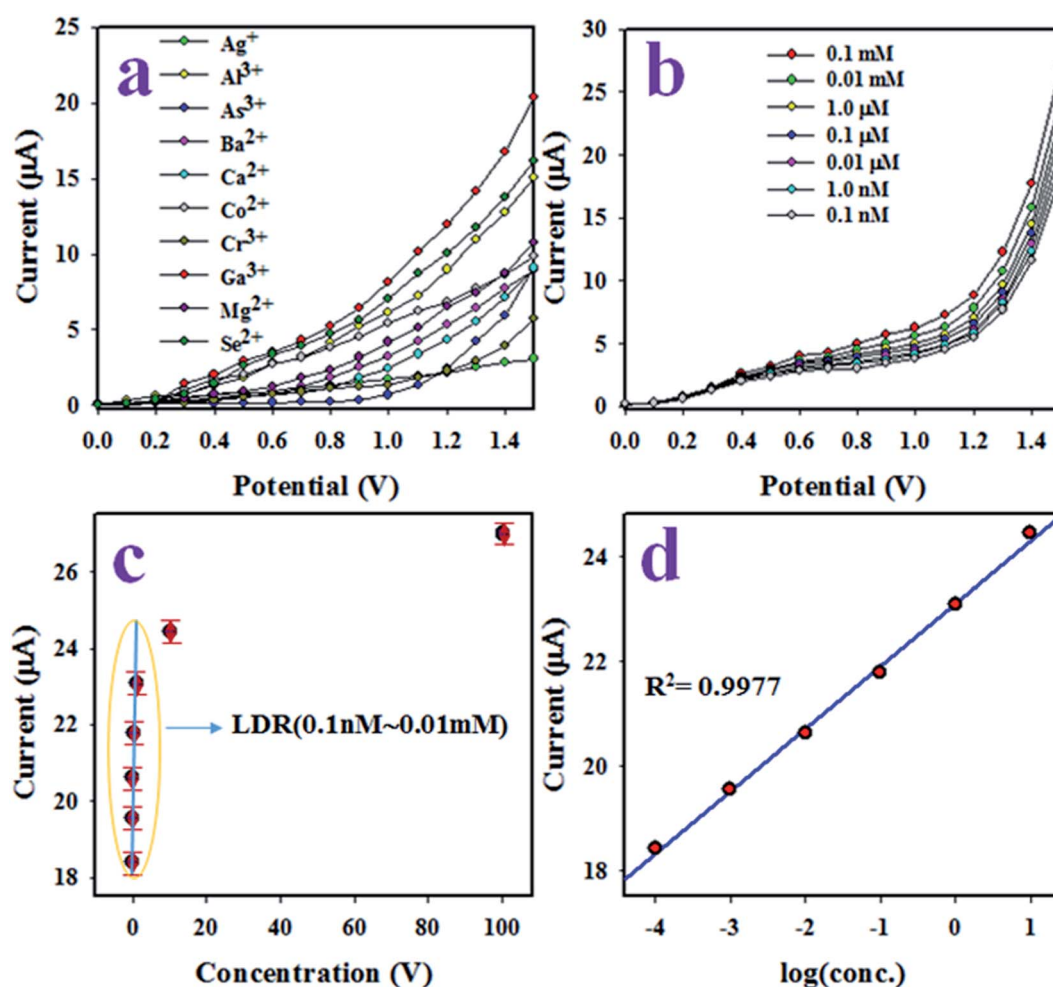 a
25
20
15
10
5
0
Current (µA)
Ag+
Al3+
As3+
Ba2+
Ca2+
Co2+
Cr3+
Ga3+
Mg2+
Se2+
0.0 0.2 0.4 0.6 0.8 1.0 1.2 1.4
Potential (V)
b
30
25
20
15
10
5
0
Current (µA)
0.1 mM
0.01 mM
1.0 µM
0.1 µM
0.01 µM
1.0 nM
0.1 nM
0.0 0.2 0.4 0.6 0.8 1.0 1.2 1.4
Potential (V)
c
26
24
22
20
18
Current (µA)
LDR(0.1nM~0.01mM)
0 20 40 60 80 100
Concentration (V)
d
24
22
20
18
Current (µA)
R2= 0.9977
-4 -3 -2 -1 0 1
log(conc.)